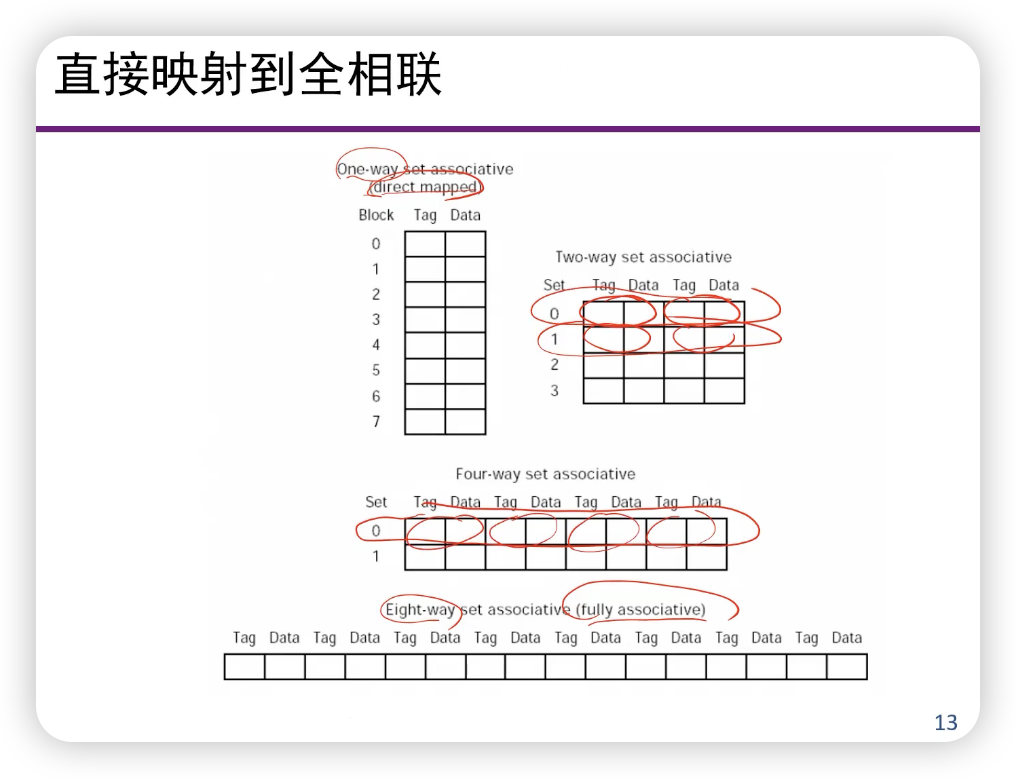 直接映射到全相联
One-way set associative
(direct mapped)
Block Tag Data
0
1
2
3
4
5
6
7
Two-way set associative
Set Tag Data Tag Data
0
1
2
3
Four-way set associative
Set Tag Data Tag Data Tag Data Tag Data
0
1
Eight-way set associative (fully associative)
Tag Data Tag Data Tag Data Tag Data Tag Data Tag Data Tag Data Tag Data
13